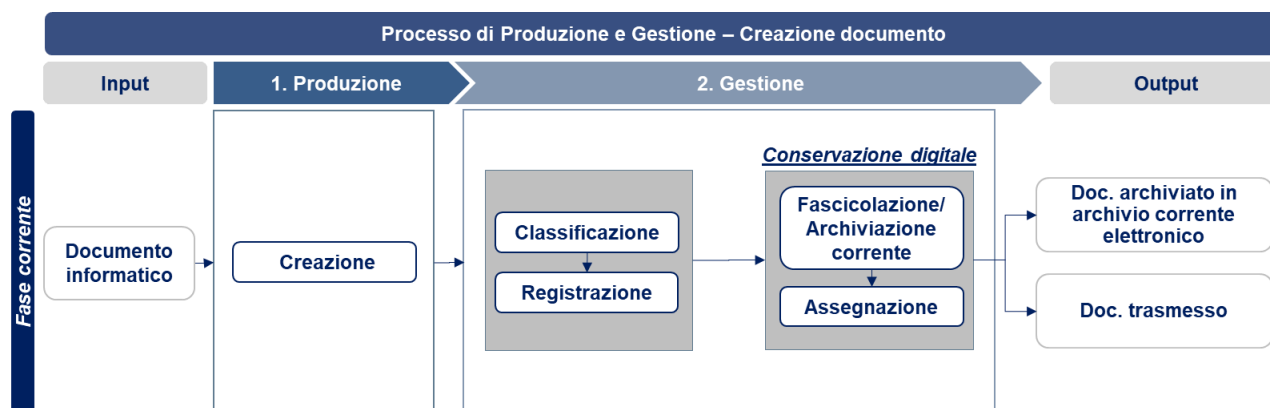 Processo di Produzione e Gestione – Creazione documento
Input
1. Produzione
2. Gestione
Output
Fase corrente
Documento
informatico
Creazione
Classificazione
Registrazione
Conservazione digitale
Fascicolazione/
Archiviazione
corrente
Assegnazione
Doc. archiviato in
archivio corrente
elettronico
Doc. trasmesso